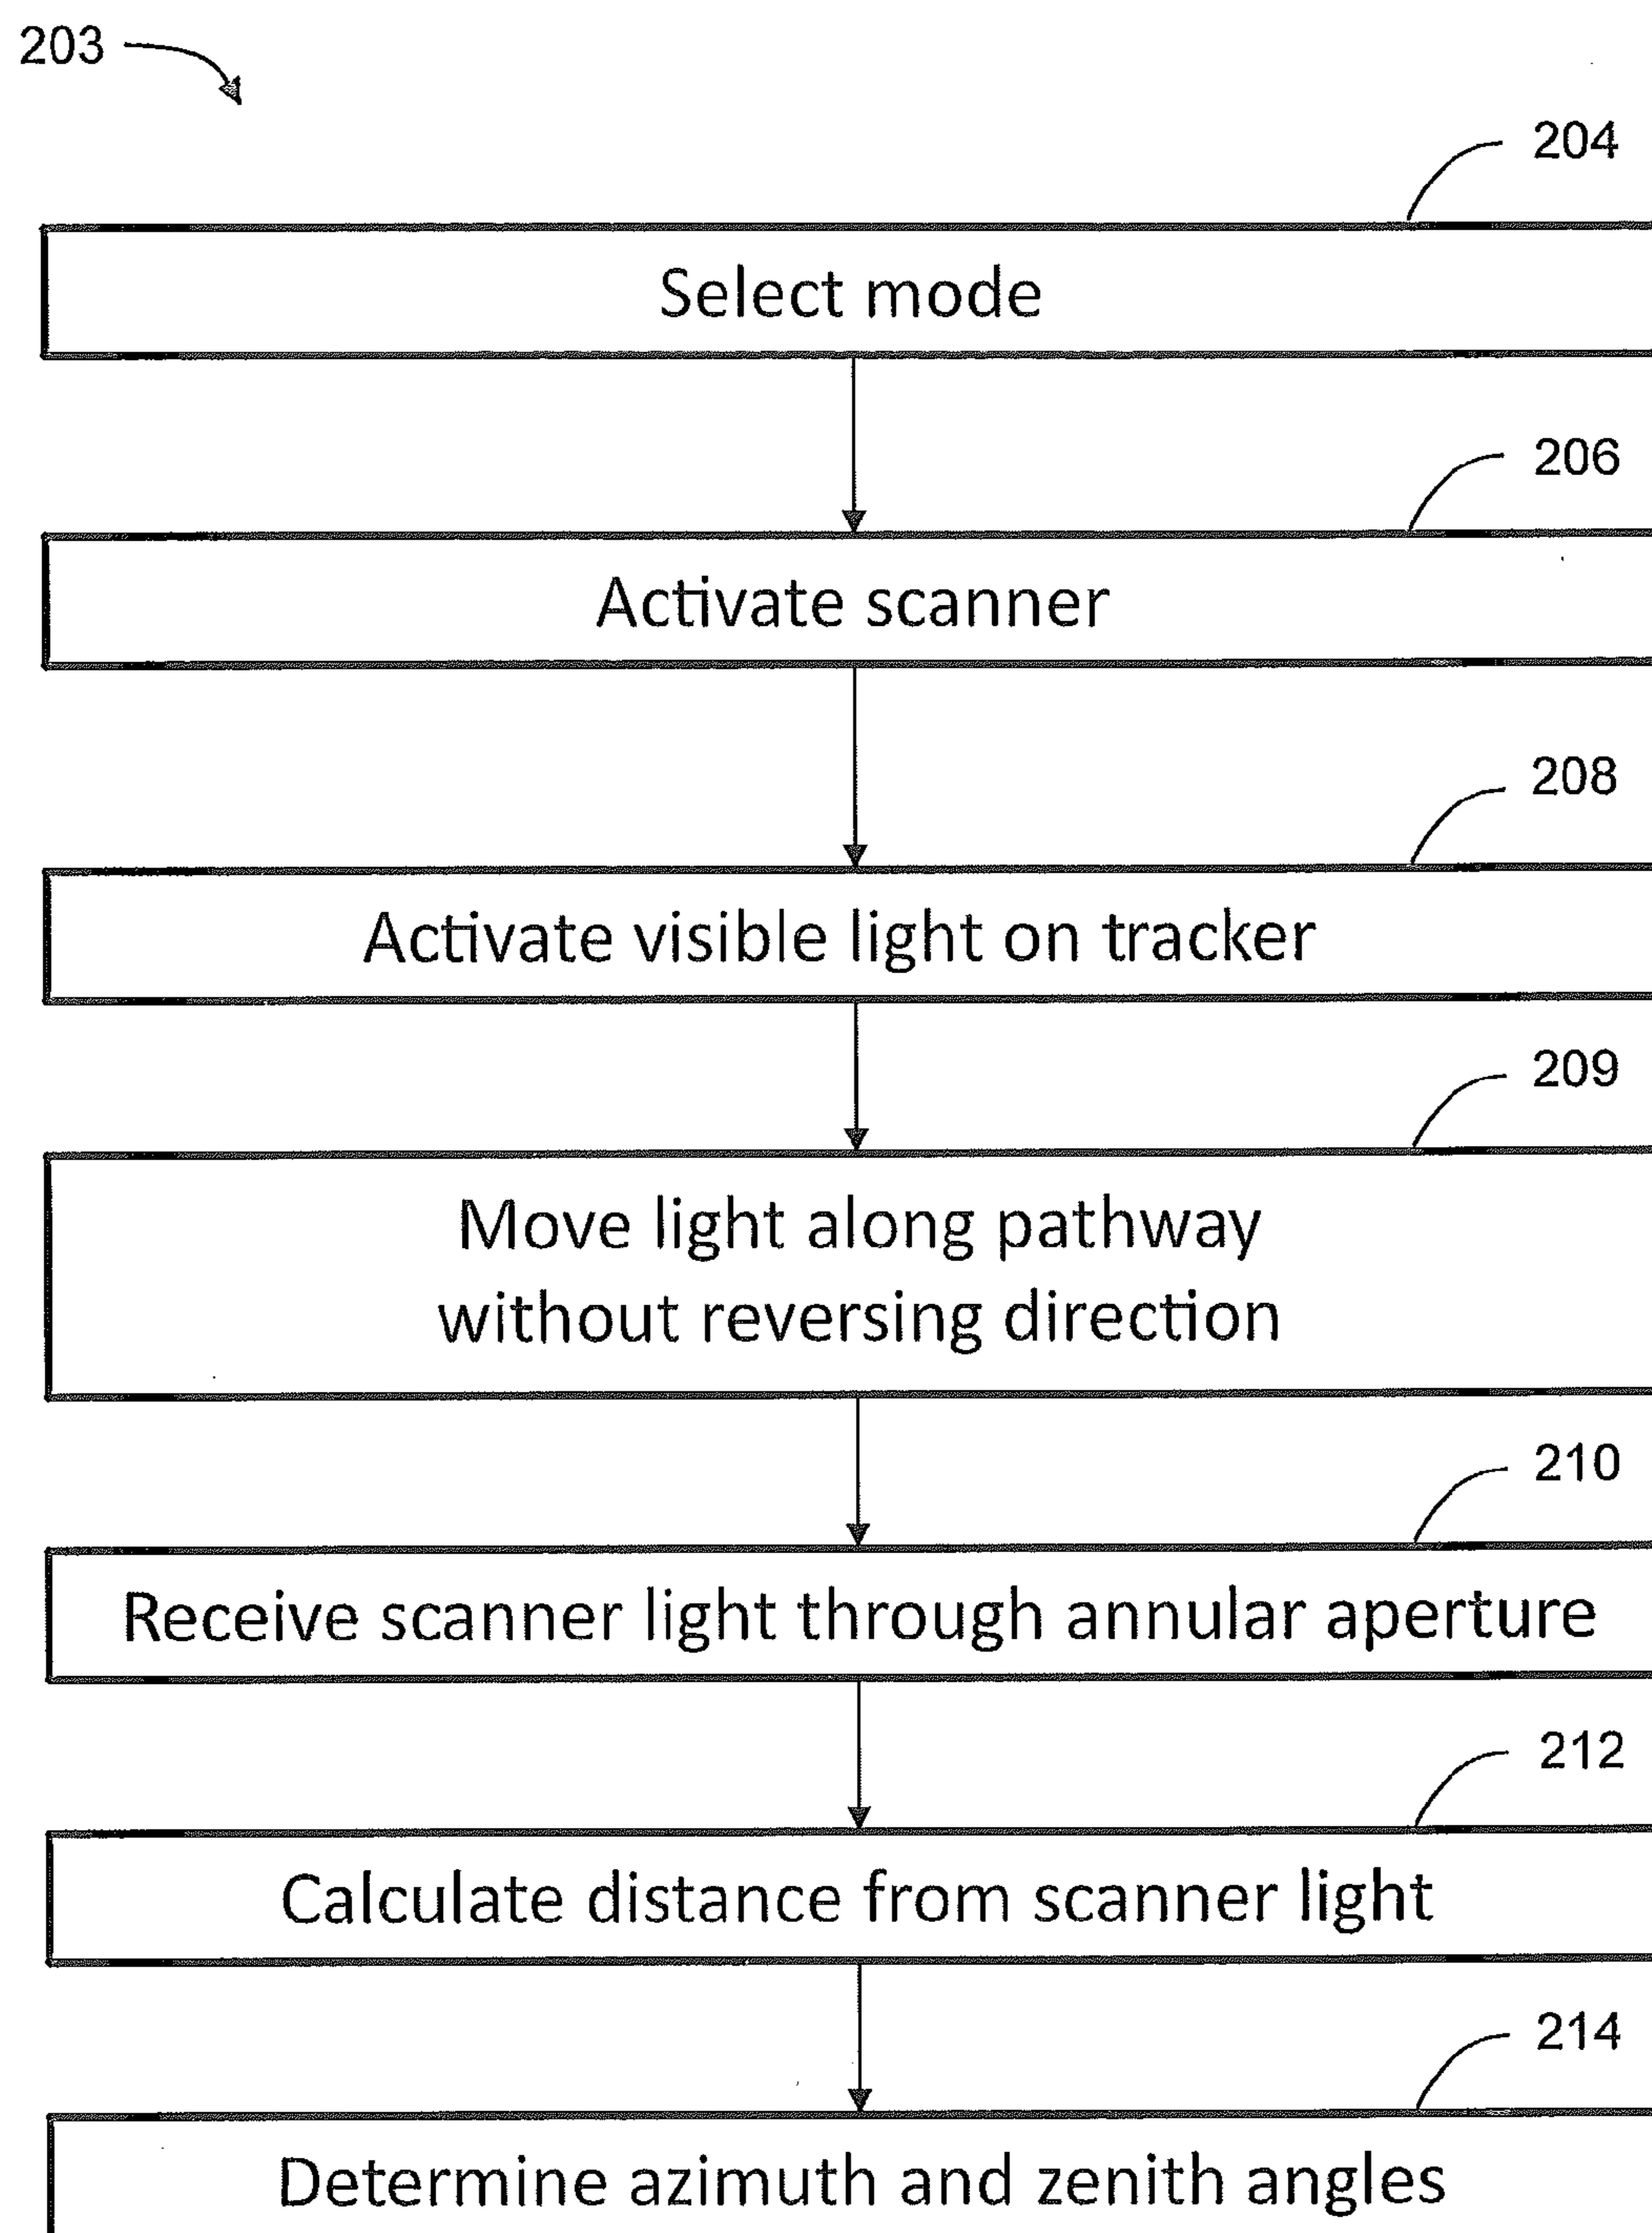 203
204
Select mode
206
Activate scanner
208
Activate visible light on tracker
209
Move light along pathway
without reversing direction
210
Receive scanner light through annular aperture
212
Calculate distance from scanner light
214
Determine azimuth and zenith angles